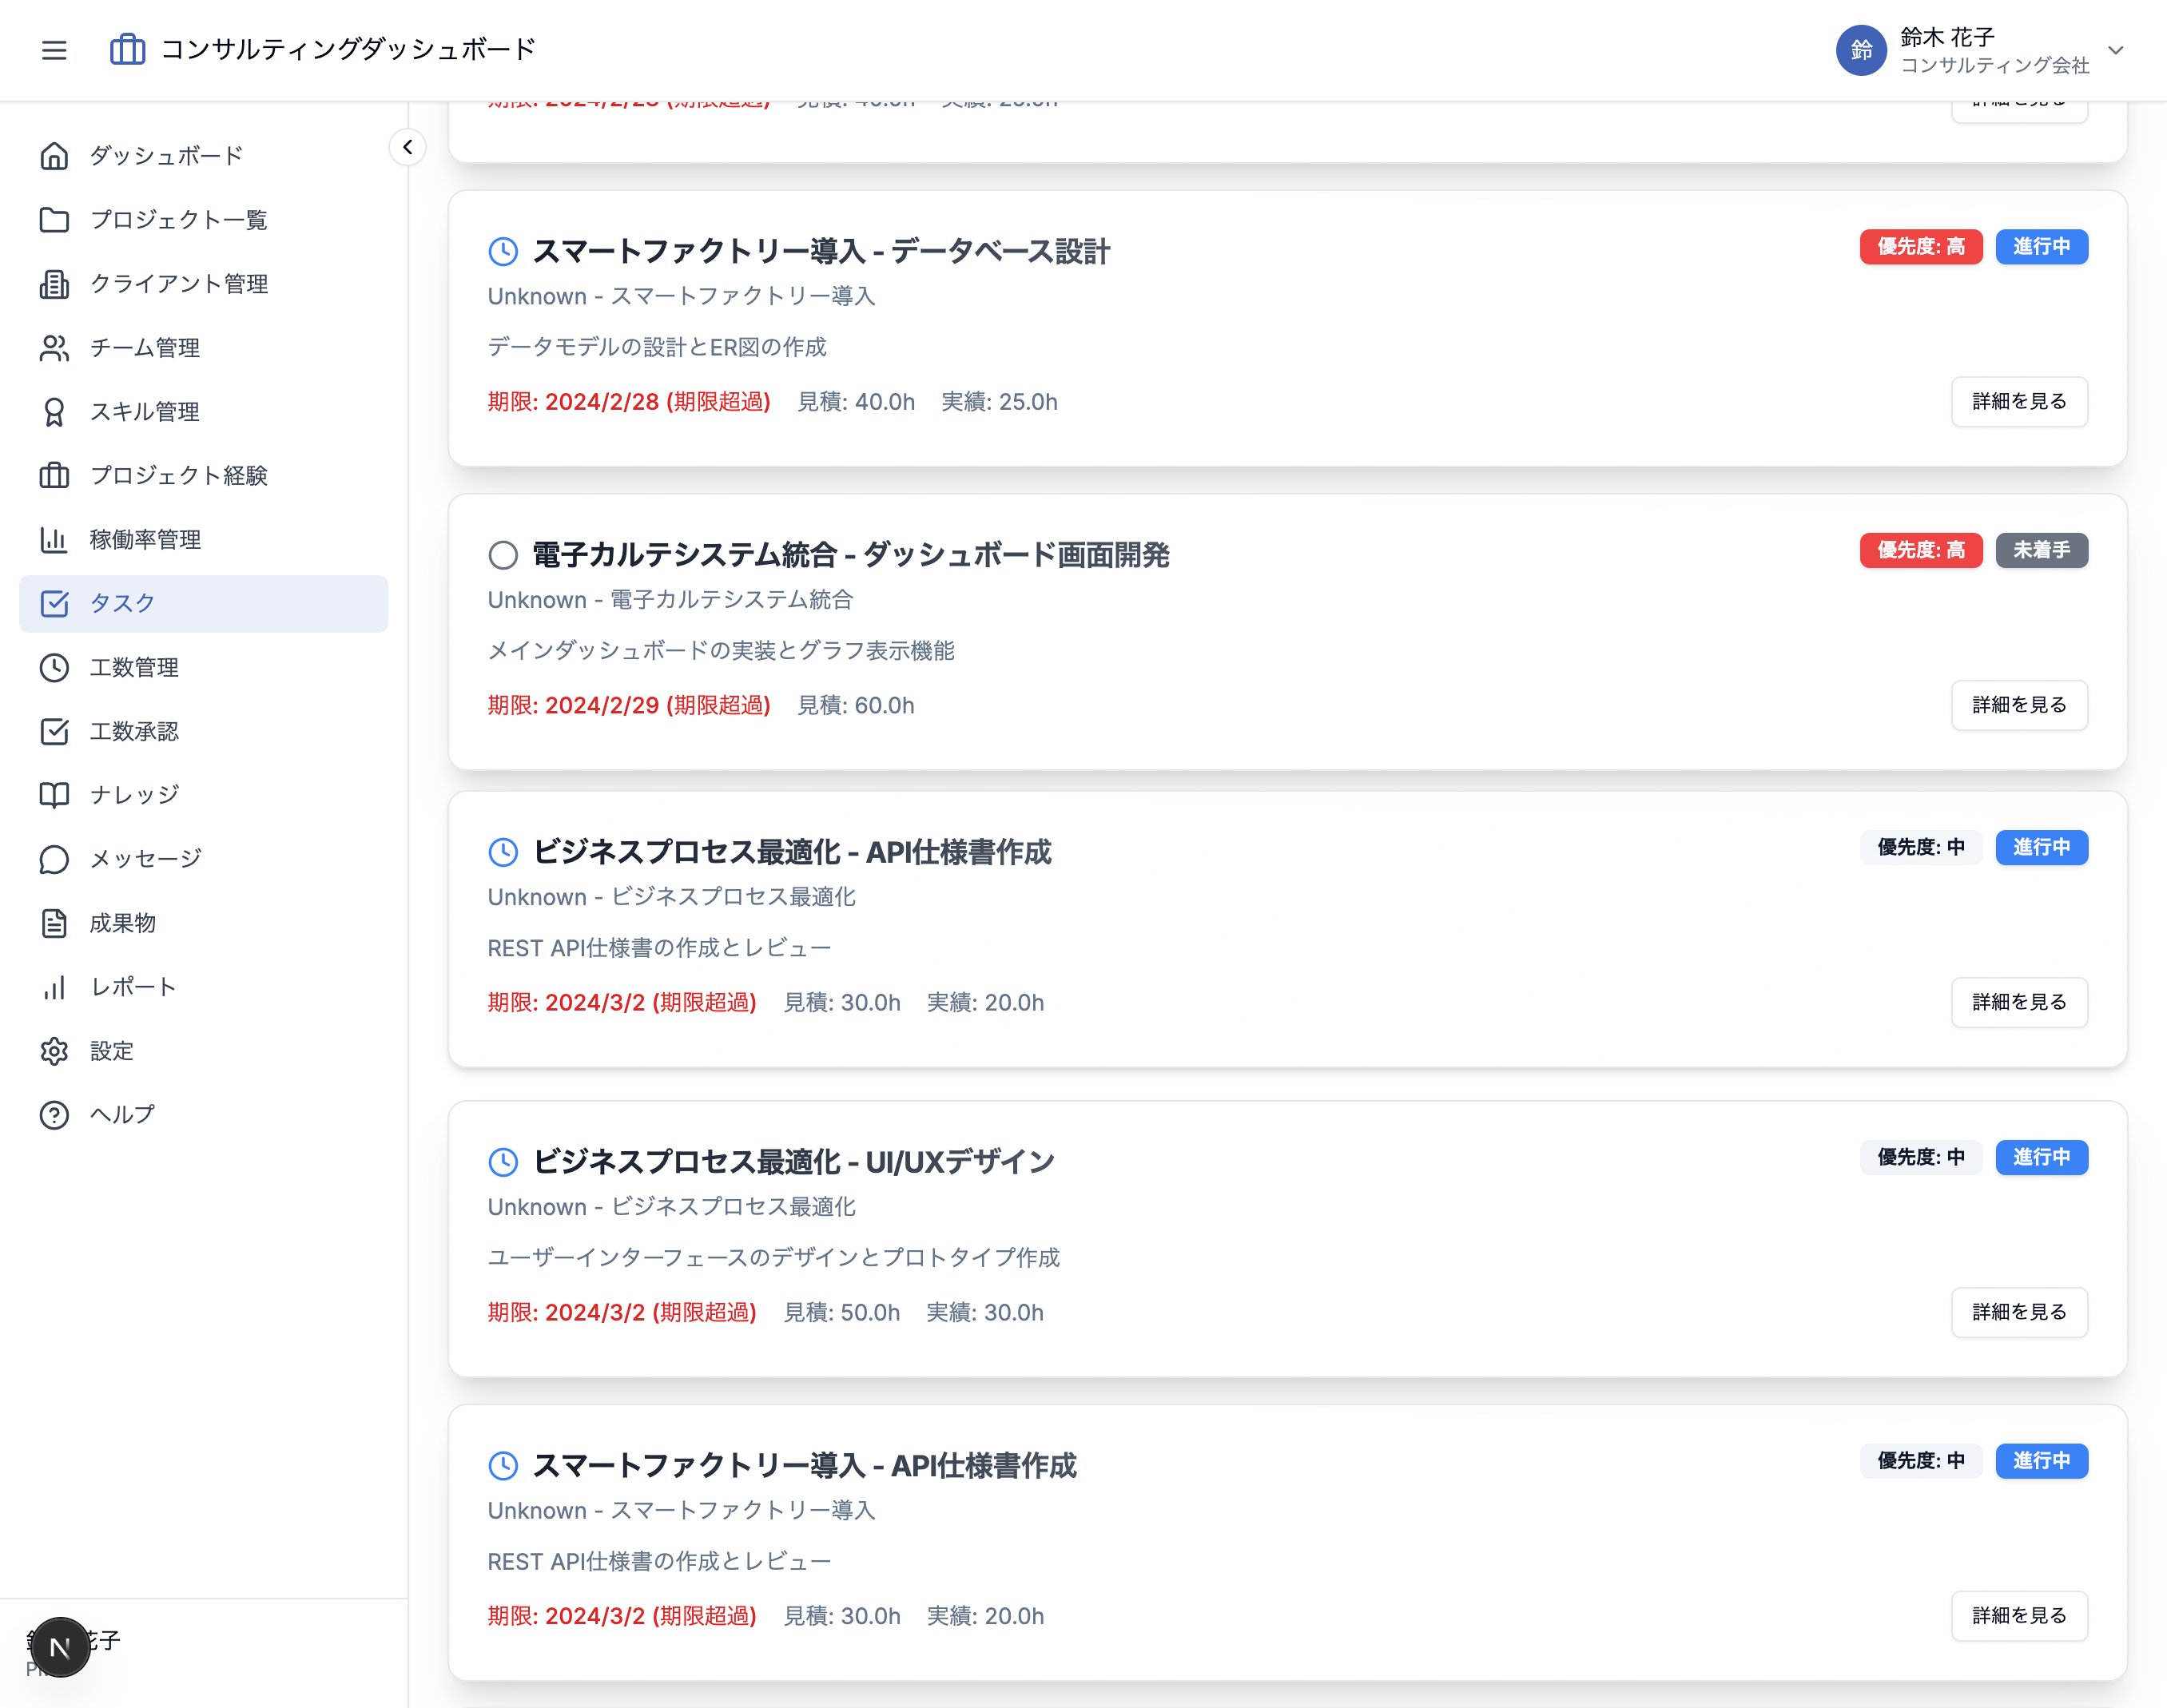 コンサルティングダッシュボード
鈴
鈴木 花子
コンサルティング会社
ダッシュボード
プロジェクト一覧
クライアント管理
チーム管理
スキル管理
プロジェクト経験
稼働率管理
タスク
工数管理
工数承認
ナレッジ
メッセージ
成果物
レポート
設定
ヘルプ
花子
N
期限: 2024/2/28 (期限超過) 見積: 40.0h 実績: 25.0h
詳細を見る
スマートファクトリー導入 - データベース設計
優先度: 高 進行中
Unknown - スマートファクトリー導入
データモデルの設計とER図の作成
期限: 2024/2/28 (期限超過) 見積: 40.0h 実績: 25.0h
詳細を見る
電子カルテシステム統合 - ダッシュボード画面開発
優先度: 高 未着手
Unknown - 電子カルテシステム統合
メインダッシュボードの実装とグラフ表示機能
期限: 2024/2/29 (期限超過) 見積: 60.0h
詳細を見る
ビジネスプロセス最適化 - API仕様書作成
優先度: 中 進行中
Unknown - ビジネスプロセス最適化
REST API仕様書の作成とレビュー
期限: 2024/3/2 (期限超過) 見積: 30.0h 実績: 20.0h
詳細を見る
ビジネスプロセス最適化 - UI/UXデザイン
優先度: 中 進行中
Unknown - ビジネスプロセス最適化
ユーザーインターフェースのデザインとプロトタイプ作成
期限: 2024/3/2 (期限超過) 見積: 50.0h 実績: 30.0h
詳細を見る
スマートファクトリー導入 - API仕様書作成
優先度: 中 進行中
Unknown - スマートファクトリー導入
REST API仕様書の作成とレビュー
期限: 2024/3/2 (期限超過) 見積: 30.0h 実績: 20.0h
詳細を見る